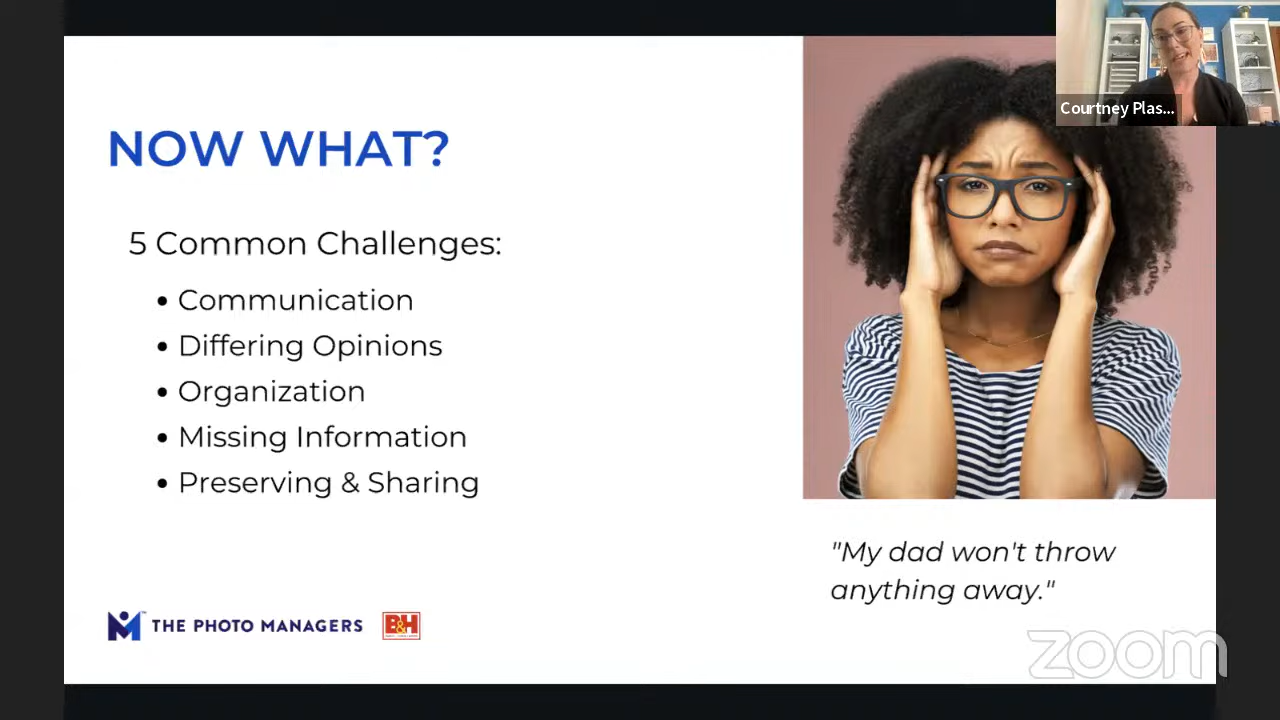 Courtney Plas...
NOW WHAT?
5 Common Challenges:
• Communication
• Differing Opinions
• Organization
• Missing Information
• Preserving & Sharing
"My dad won't throw
anything away."
THE PHOTO MANAGERS
B&H
zoom